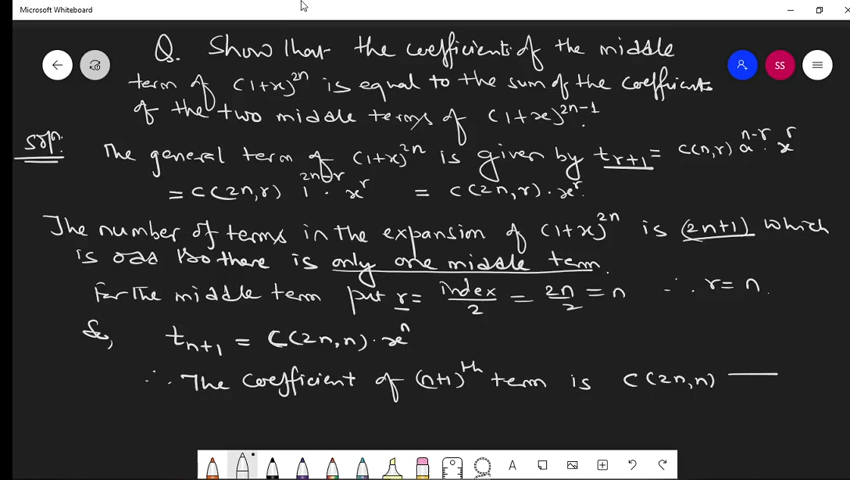 Microsoft Whiteboard
Q. Show that the coefficients of the middle
term of (1+x)^2n is equal to the sum of the coefficients
of the two middle terms of (1+x)^2n-1.
SS
Soln. The general term of (1+x)^2n is given by t_r+1 = C(n,r) a^n-r . x^r
= C(2n,r) 1^2n-r . x^r = C(2n,r) . x^r.
The number of terms in the expansion of (1+x)^2n is (2n+1) which
is odd so there is only one middle term.
For the middle term put r = index/2 = 2n/2 = n ∴ r = n.
So, t_n+1 = C(2n,n) . x^n
∴ The coefficient of (n+1)^th term is C(2n,n) —
A